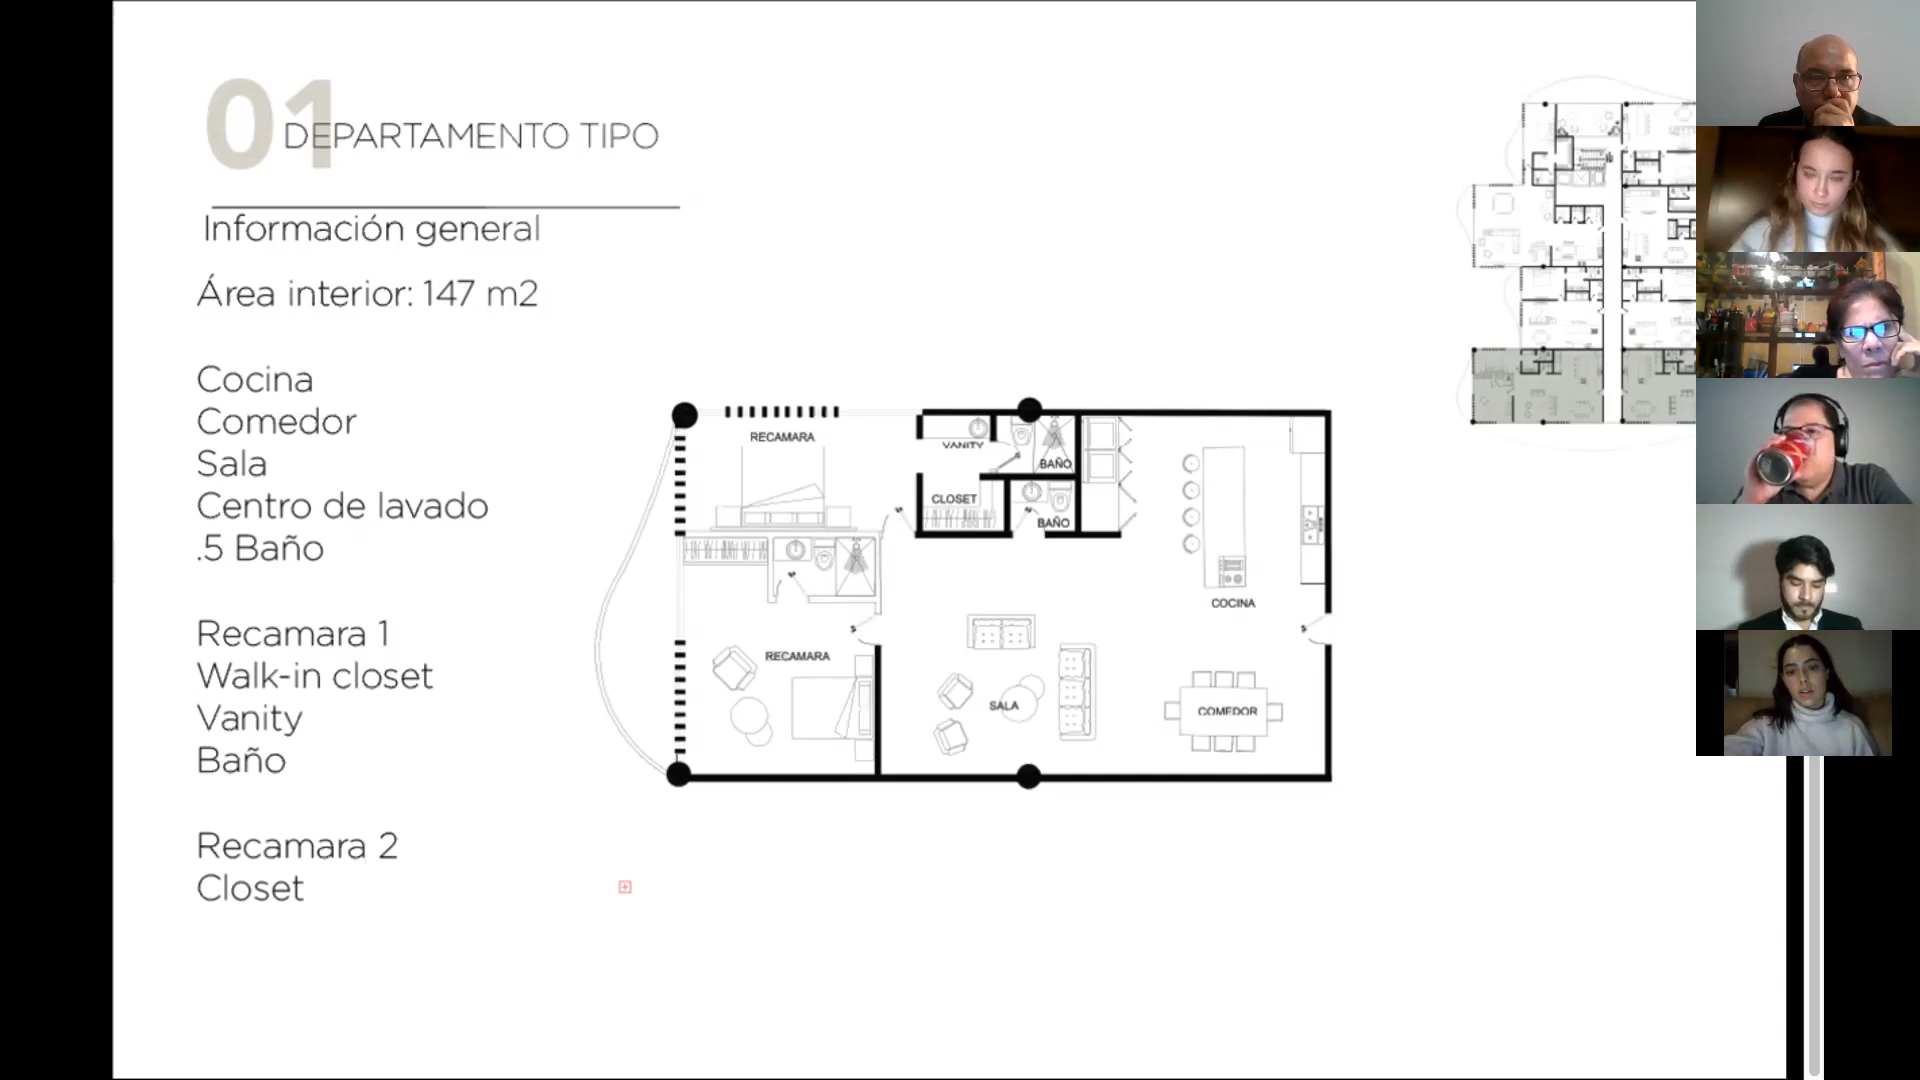 01
DEPARTAMENTO TIPO
Información general
Área interior: 147 m2
Cocina
Comedor
Sala
Centro de lavado
.5 Baño
Recamara 1
Walk-in closet
Vanity
Baño
Recamara 2
Closet
RECAMARA
VANITY
BAÑO
CLOSET
BAÑO
COCINA
RECAMARA
SALA
COMEDOR